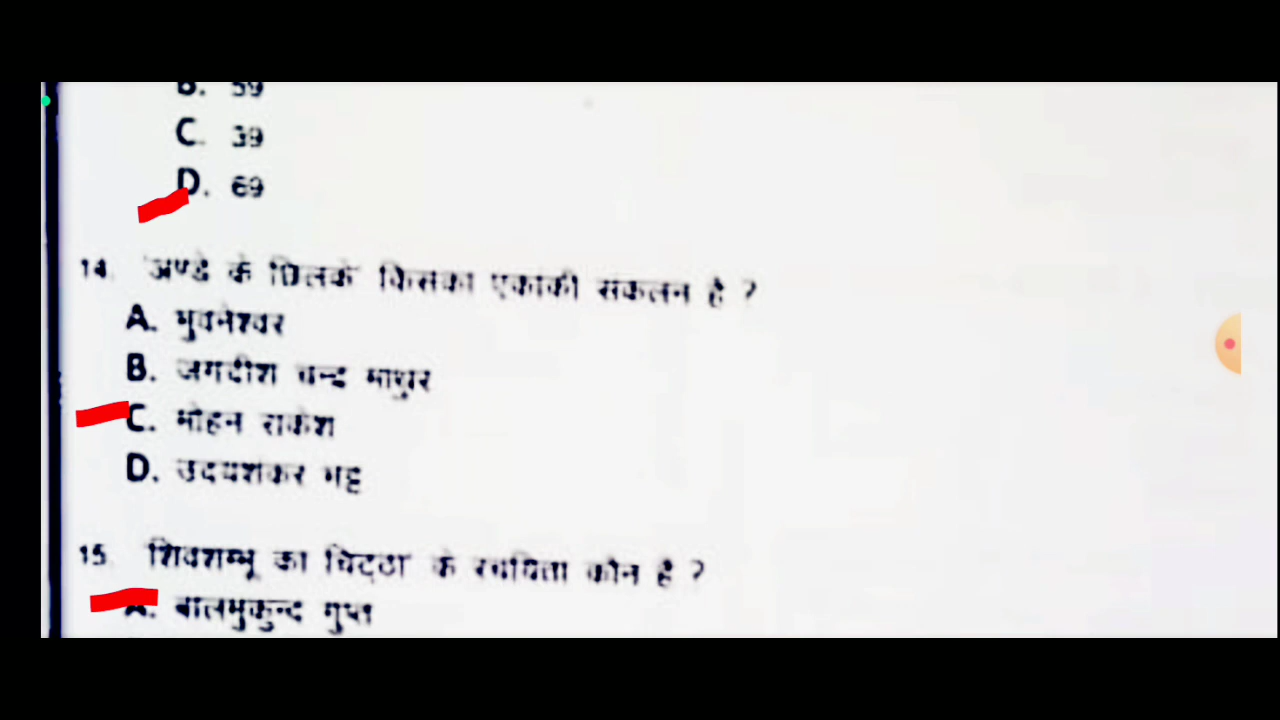 B. 59
C. 39
D. 69
14. 'अण्डे के छिलके' किसका एकांकी संकलन है ?
A. भुवनेश्वर
B. जगदीश चन्द्र माथुर
C. मोहन राकेश
D. उदयशंकर भट्ट
15. 'शिवशम्भू का चिट्ठा' के रचयिता कौन है ?
A. बालमुकुन्द गुप्त